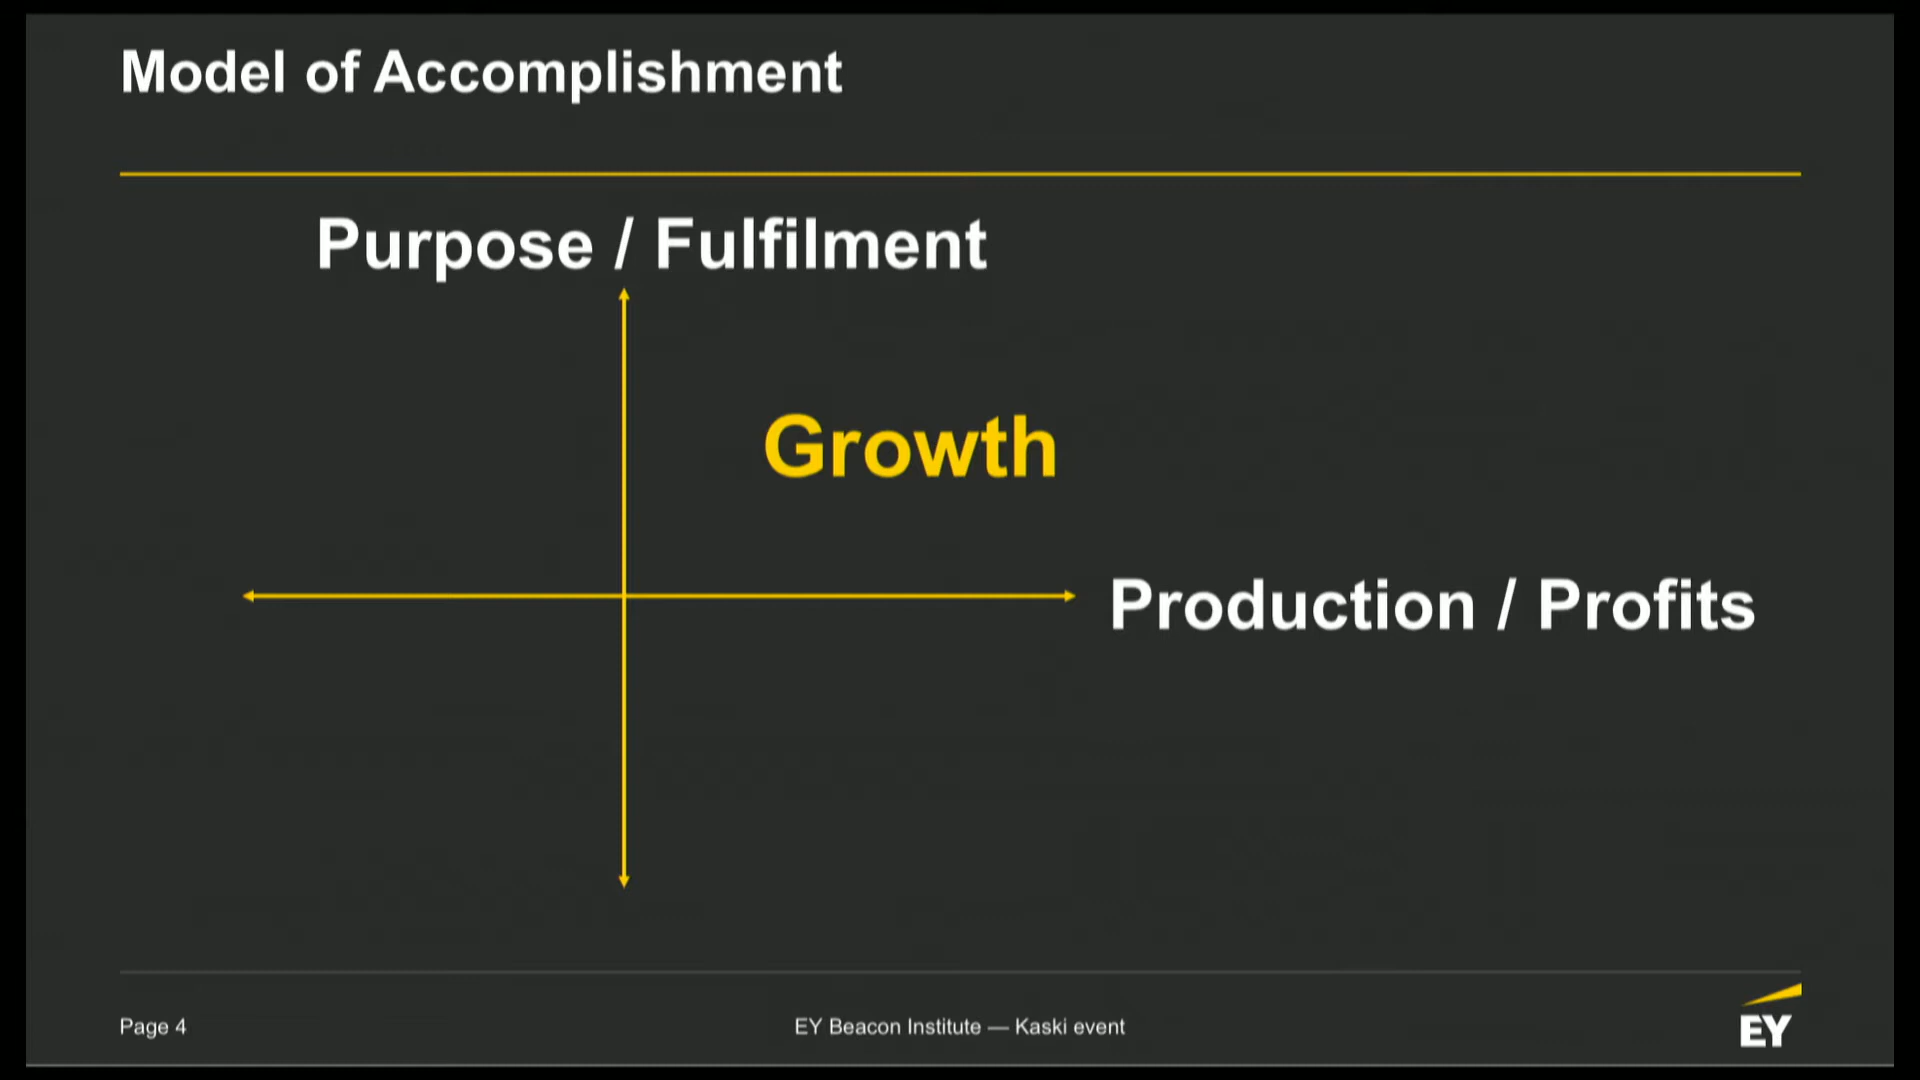 Model of Accomplishment
Purpose / Fulfilment
Growth
Production / Profits
Page 4
EY Beacon Institute — Kaski event
EY